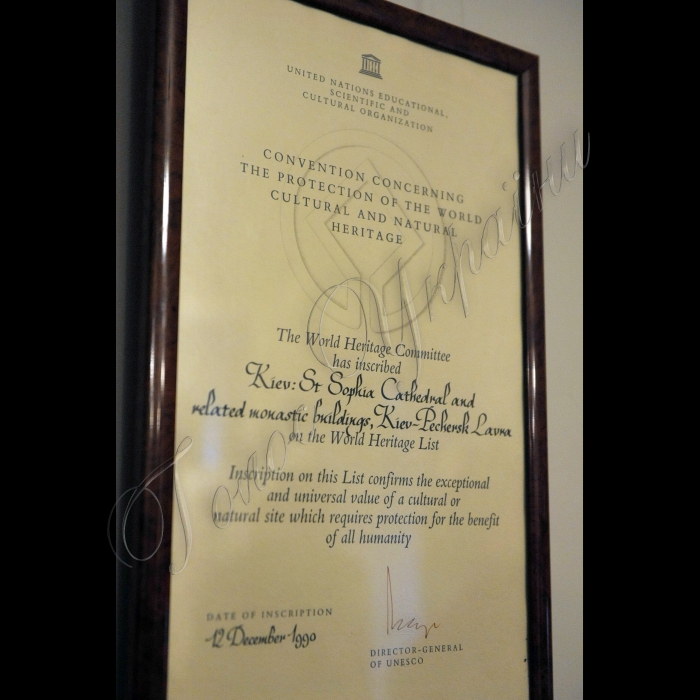 UNITED NATIONS EDUCATIONAL,
SCIENTIFIC AND
CULTURAL ORGANIZATION
CONVENTION CONCERNING
THE PROTECTION OF THE WORLD
CULTURAL AND NATURAL
HERITAGE
The World Heritage Committee
has inscribed
Kiev: St Sophia Cathedral and
related monastic buildings, Kiev-Pechersk Lavra
on the World Heritage List
Inscription on this List confirms the exceptional
and universal value of a cultural or
natural site which requires protection for the benefit
of all humanity
DATE OF INSCRIPTION
12 December 1990
DIRECTOR-GENERAL
OF UNESCO
України